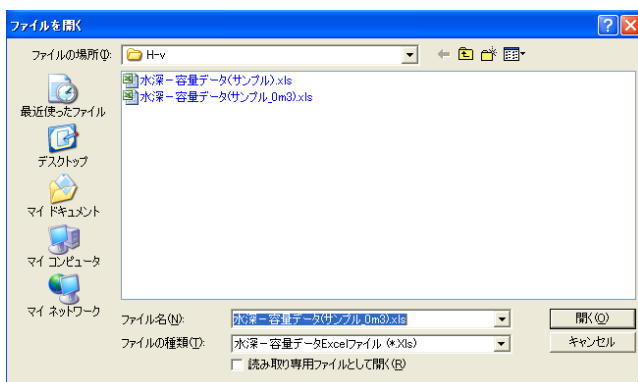 ファイルを開く
ファイルの場所(I):
H-v
水深－容量データ(サンプル).xls
水深－容量データ(サンプル_0m3).xls
最近使ったファイル
デスクトップ
マイ ドキュメント
マイ コンピュータ
マイ ネットワーク
ファイル名(N):
水深－容量データ(サンプル_0m3).xls
開く(O)
ファイルの種類(T):
水深－容量データExcelファイル (*.Xls)
キャンセル
読み取り専用ファイルとして開く(R)